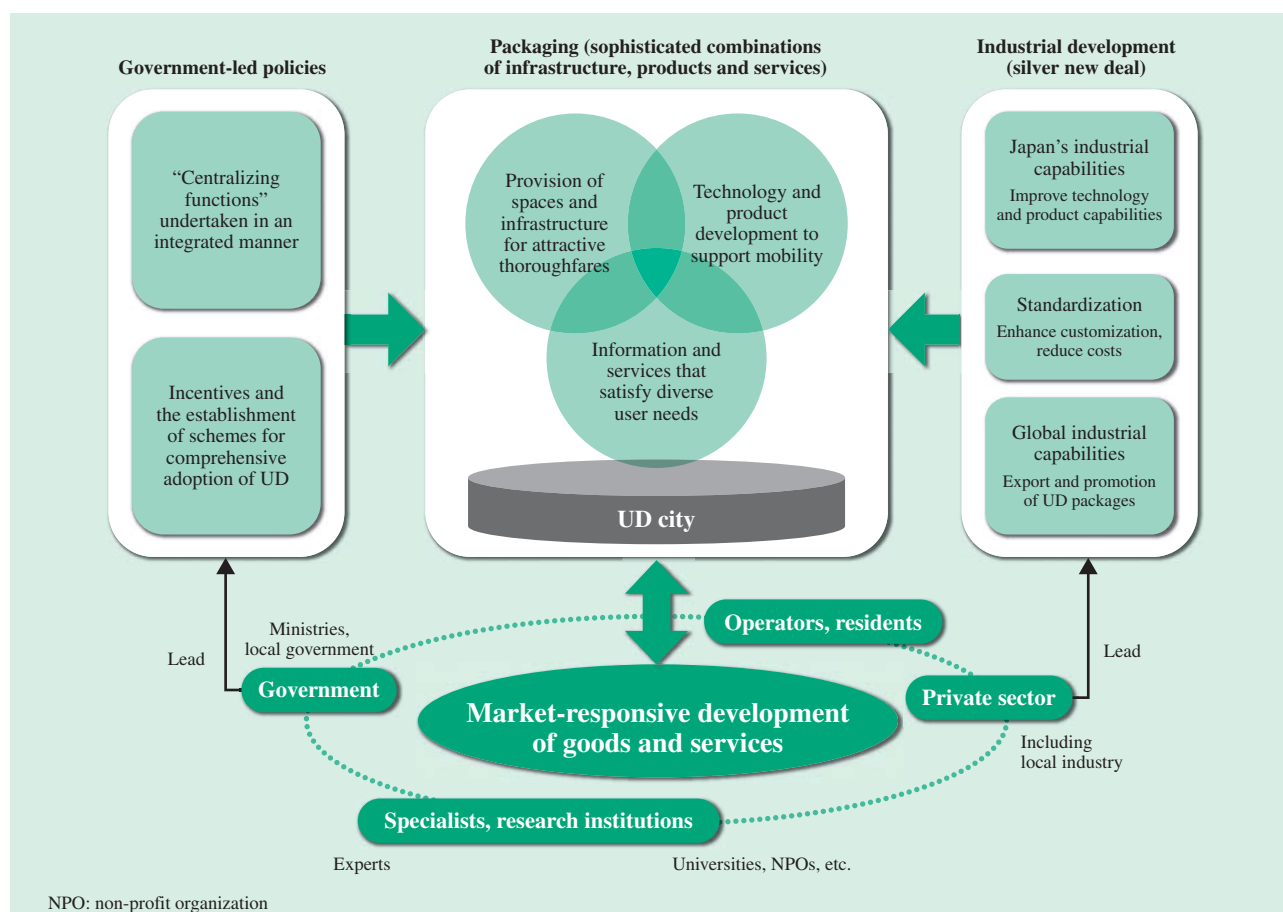 Government-led policies
Packaging (sophisticated combinations
of infrastructure, products and services)
Industrial development
(silver new deal)
“Centralizing
functions”
undertaken in an
integrated manner
Incentives and
the establishment
of schemes for
comprehensive
adoption of UD
Provision of
spaces and
infrastructure
for attractive
thoroughfares
Technology and
product
development to
support mobility
Information and
services that
satisfy diverse
user needs
UD city
Japan’s industrial
capabilities
Improve technology
and product capabilities
Standardization
Enhance customization,
reduce costs
Global industrial
capabilities
Export and promotion
of UD packages
Lead
Ministries,
local government
Government
Operators, residents
Lead
Private sector
Including
local industry
Market-responsive development
of goods and services
Specialists, research institutions
Experts
Universities, NPOs, etc.
NPO: non-profit organization